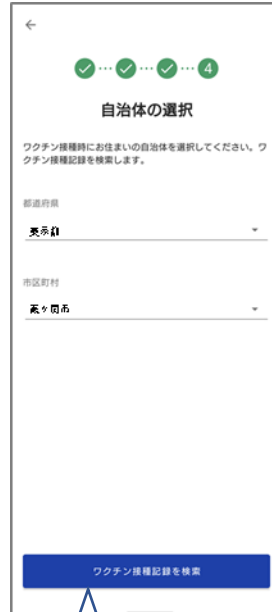 4
自治体の選択
ワクチン接種時にお住まいの自治体を選択してください。ワ
クチン接種記録を検索します。
都道府県
市区町村
ワクチン接種記録を検索